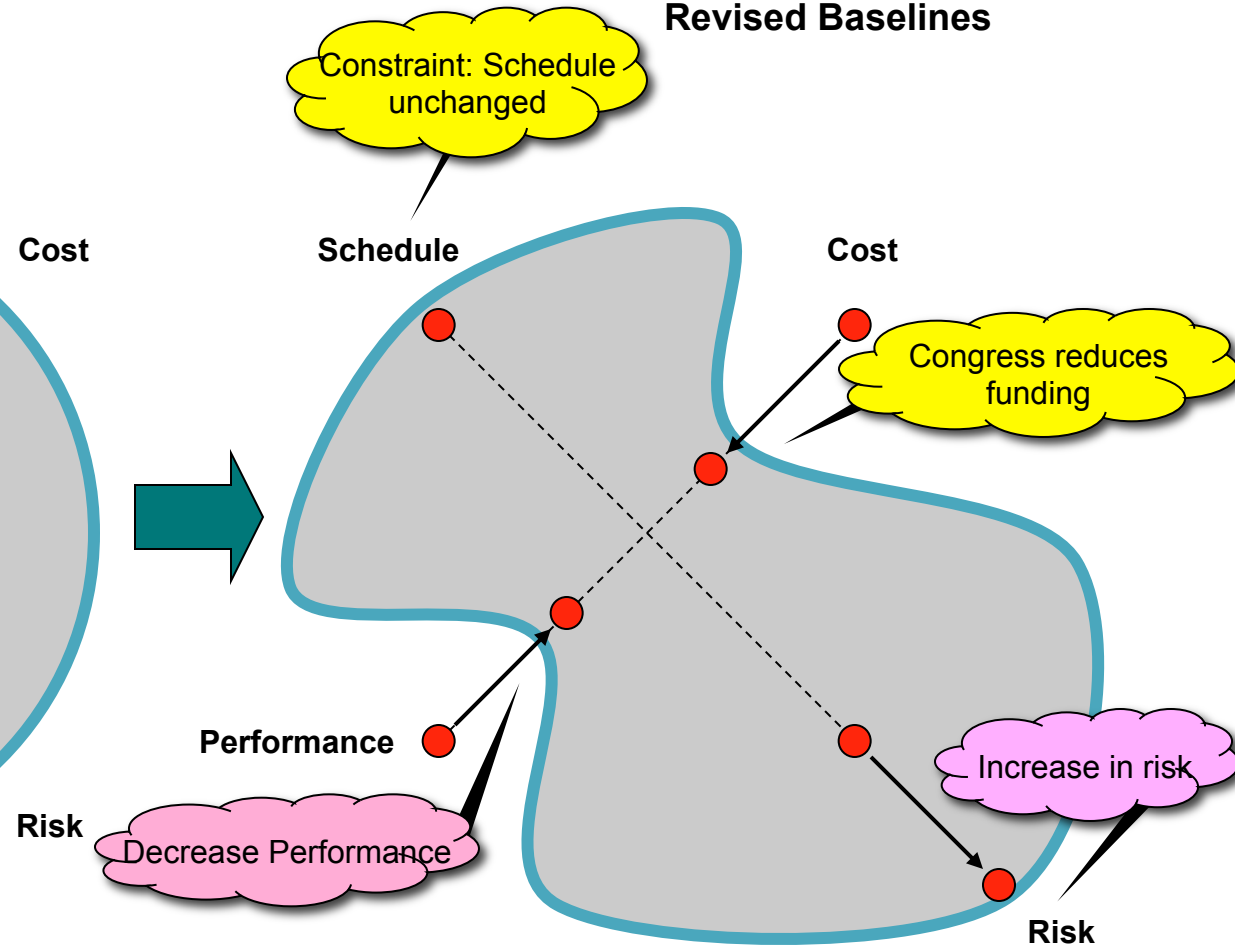 Revised Baselines
Constraint: Schedule
unchanged
Cost
Schedule
Cost
Congress reduces
funding
Performance
Increase in risk
Risk
Decrease Performance
Risk